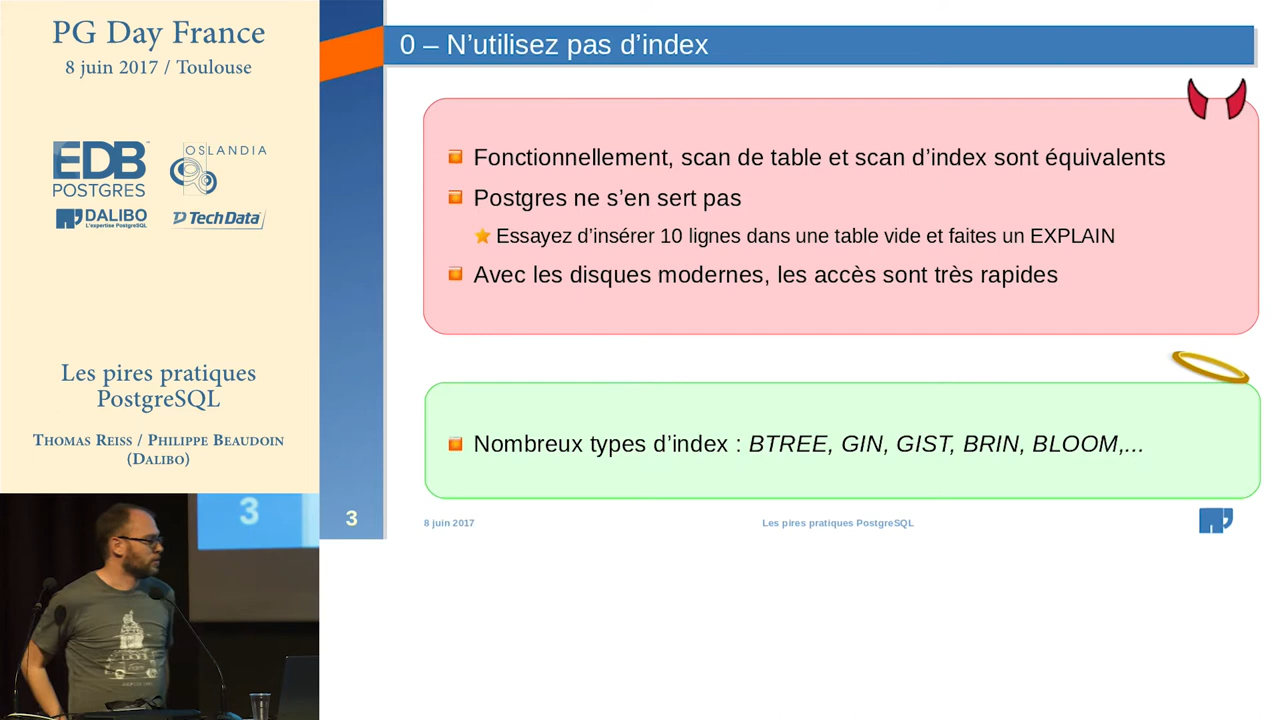 PG Day France
8 juin 2017 / Toulouse
EDB
POSTGRES
OSLANDIA
DALIBO
L'expertise PostgreSQL
TechData
Les pires pratiques
PostgreSQL
Thomas Reiss / Philippe Beaudoin
(Dalibo)
3
0 – N’utilisez pas d’index
Fonctionnellement, scan de table et scan d’index sont équivalents
Postgres ne s’en sert pas
Essayez d’insérer 10 lignes dans une table vide et faites un EXPLAIN
Avec les disques modernes, les accès sont très rapides
Nombreux types d’index : BTREE, GIN, GIST, BRIN, BLOOM,...
3
8 juin 2017
Les pires pratiques PostgreSQL